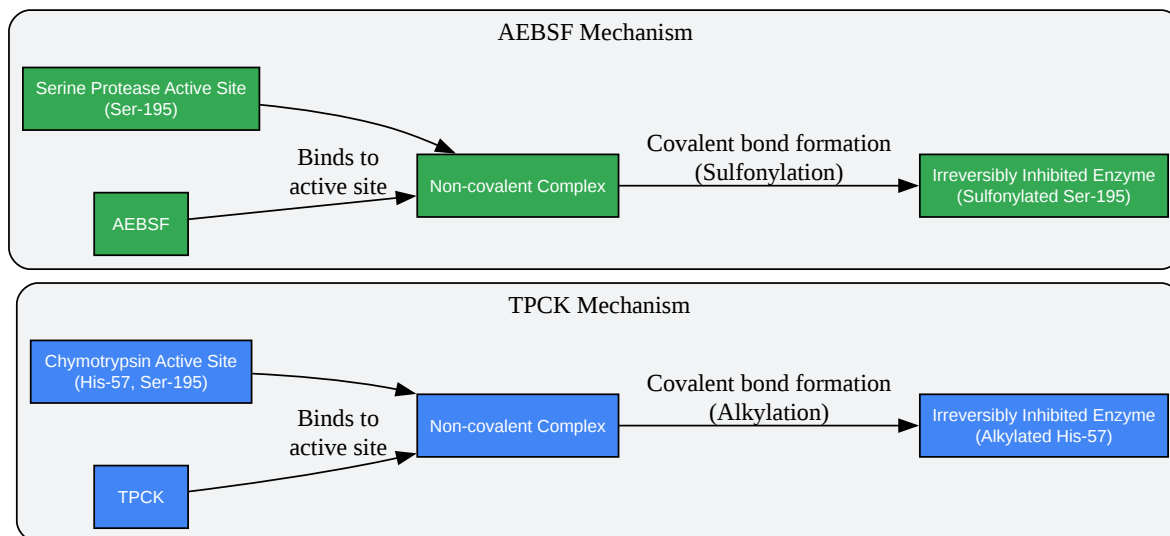 AEBSF Mechanism
Serine Protease Active Site
(Ser-195)
AEBSF
Binds to
active site
Non-covalent Complex
Covalent bond formation
(Sulfonylation)
Irreversibly Inhibited Enzyme
(Sulfonylated Ser-195)
TPCK Mechanism
Chymotrypsin Active Site
(His-57, Ser-195)
TPCK
Binds to
active site
Non-covalent Complex
Covalent bond formation
(Alkylation)
Irreversibly Inhibited Enzyme
(Alkylated His-57)